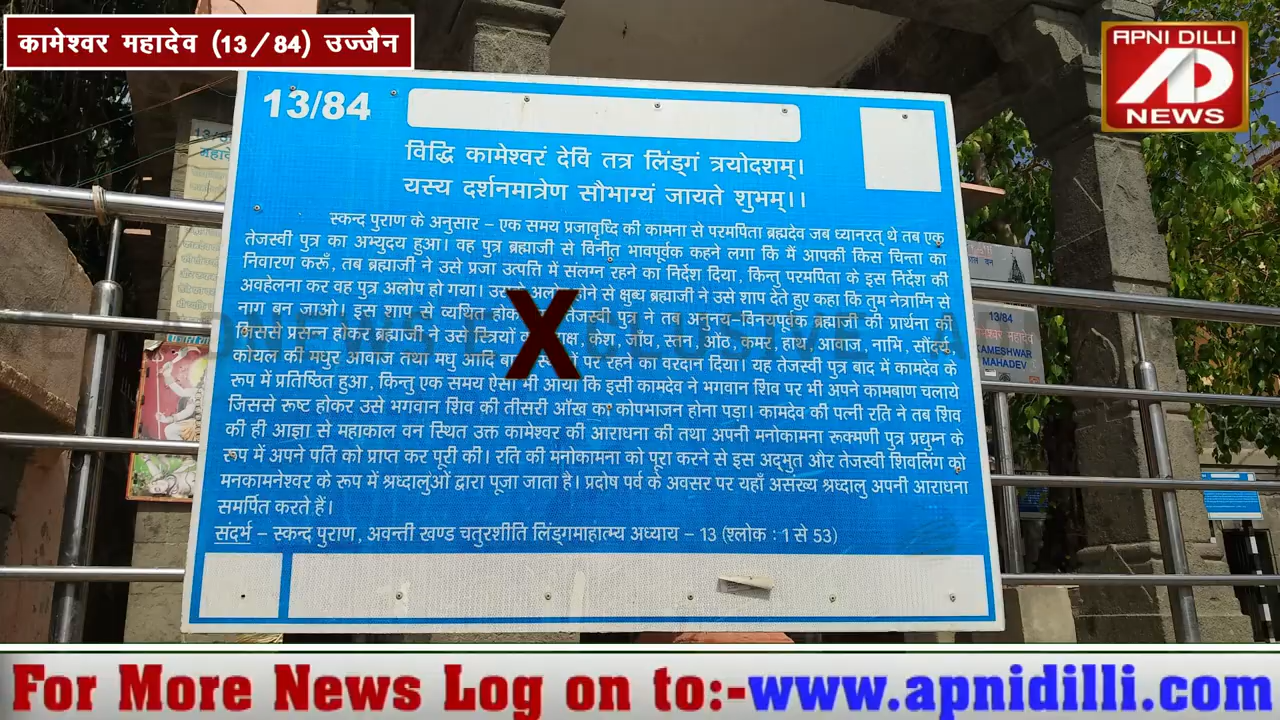 कामेश्वर महादेव (13/84) उज्जैन
APNI DILLI
AD
NEWS
13/84
विद्धि कामेश्वरं देवि तत्र लिंड्गं त्रयोदशम्।
यस्य दर्शनमात्रेण सौभाग्यं जायते शुभम्।।
स्कन्द पुराण के अनुसार – एक समय प्रजावृध्दि की कामना से परमपिता ब्रह्मदेव जब ध्यानरत् थे तब एक
तेजस्वी पुत्र का अभ्युदय हुआ। वह पुत्र ब्रह्माजी से विनीत भावपूर्वक कहने लगा कि मैं आपकी किस चिन्ता का
निवारण करूँ, तब ब्रह्माजी ने उसे प्रजा उत्पत्ति में संलग्न रहने का निर्देश दिया, किन्तु परमपिता के इस निर्देश की
अवहेलना कर वह पुत्र अलोप हो गया। उसके अलोप होने से क्षुब्ध ब्रह्माजी ने उसे शाप देते हुए कहा कि तुम नेत्राग्नि से
नाग बन जाओ। इस शाप से व्यथित तेजस्वी पुत्र ने तब अनुनय-विनयपूर्वक ब्रह्माजी की प्रार्थना की
जिससे प्रसन्न होकर ब्रह्माजी ने उसे स्त्रियों केश, जाँघ, स्तन, ओंठ, कमर, हाथ, आवाज, नाभि, सौंदर्य,
कोयल की मधुर आवाज तथा मधु आदि पर रहने का वरदान दिया। यह तेजस्वी पुत्र बाद में कामदेव के
रूप में प्रतिष्ठित हुआ, किन्तु एक समय ऐसा भी आया कि इसी कामदेव ने भगवान शिव पर भी अपने कामबाण चलाये
जिससे रूष्ट होकर उसे भगवान शिव की तीसरी आँख का कोपभाजन होना पड़ा। कामदेव की पत्नी रति ने तब शिव
की ही आज्ञा से महाकाल वन स्थित उक्त कामेश्वर की आराधना की तथा अपनी मनोकामना रूक्मणी पुत्र प्रद्युम्न के
रूप में अपने पति को प्राप्त कर पूरी की। रति की मनोकामना को पूरा करने से इस अद्भुत और तेजस्वी शिवलिंग को
मनकामनेश्वर के रूप में श्रध्दालुओं द्वारा पूजा जाता है। प्रदोष पर्व के अवसर पर यहाँ असंख्य श्रध्दालु अपनी आराधना
समर्पित करते हैं।
संदर्भ – स्कन्द पुराण, अवन्ती खण्ड चतुरशीति लिंड्गमाहात्म्य अध्याय – 13 (श्लोक : 1 से 53)
X
13/84
KAMESHWAR
MAHADEV
For More News Log on to:-www.apnidilli.com